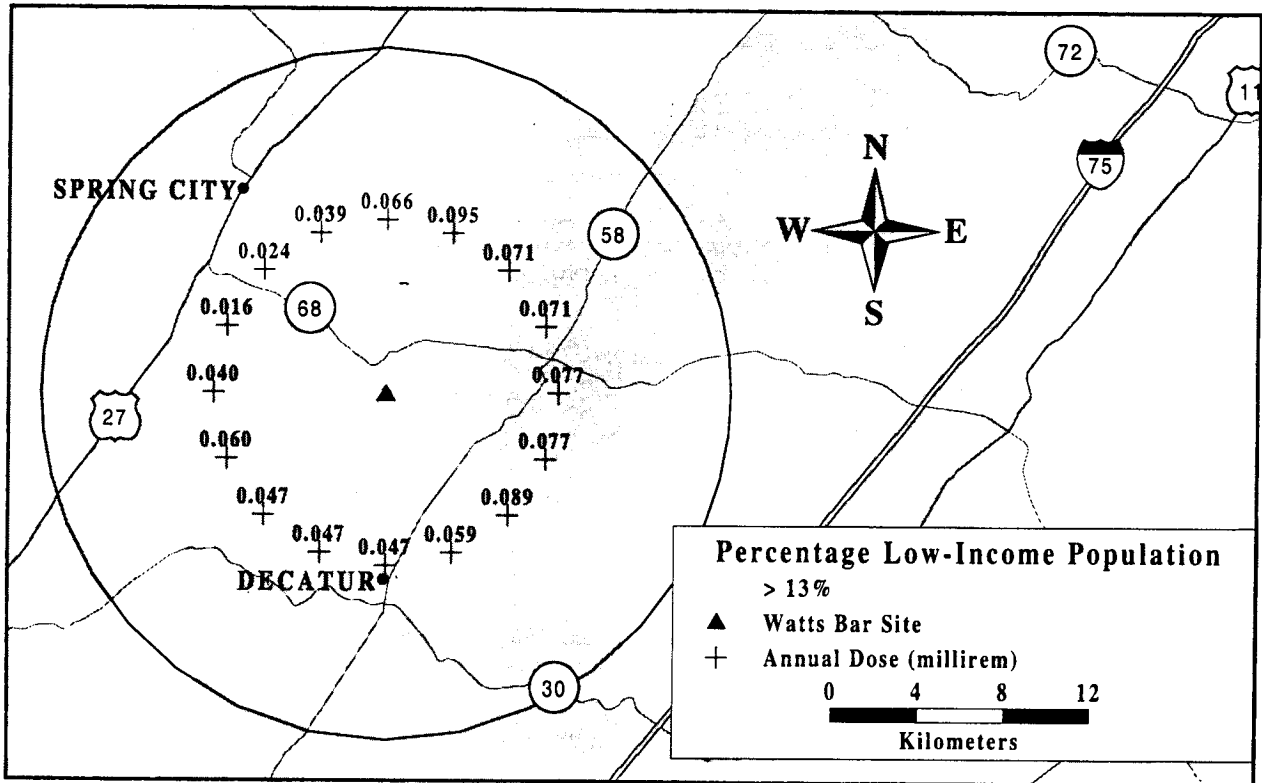 72
11
75
N
W E
S
SPRING CITY
0.066
0.039
0.095
58
0.024
0.071
68
0.016
0.071
0.040
0.077
27
0.060
0.077
0.047
0.089
0.047
0.047
0.059
DECATUR
30
Percentage Low-Income Population
> 13%
Watts Bar Site
Annual Dose (millirem)
0 4 8 12
Kilometers